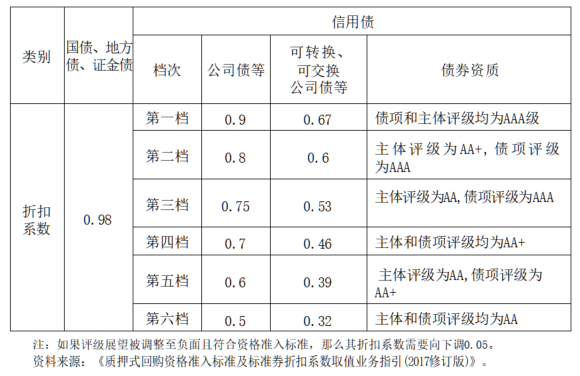 类别
国债、地方
债、证金债
信用债
档次
公司债等
可转换、
可交换
公司债等
债券资质
折扣
系数
0.98
第一档
0.9
0.67
债项和主体评级均为AAA级
第二档
0.8
0.6
主体评级为AA+,债项评级
为AAA
第三档
0.75
0.53
主体评级为AA,债项评级为AAA
第四档
0.7
0.46
主体和债项评级均为AA+
第五档
0.6
0.39
主体评级为AA,债项评级为
AA+
第六档
0.5
0.32
主体和债项评级均为AA
注：如果评级展望被调整至负面且符合资格准入标准，那么其折扣系数需要向下调0.05。
资料来源：《质押式回购资格准入标准及标准券折扣系数取值业务指引(2017修订版)》。